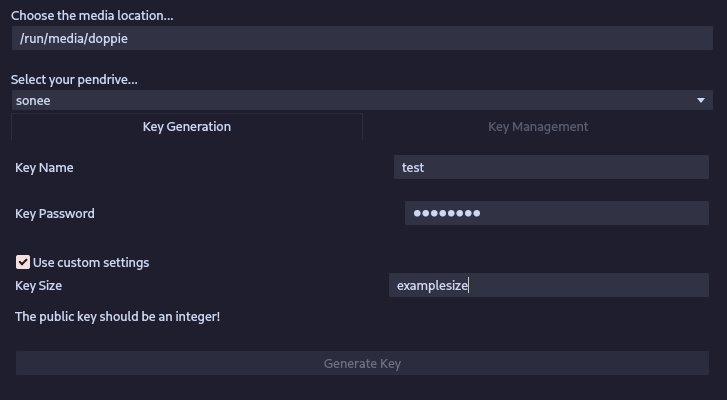 Choose the media location...
/run/media/doppie
Select your pendrive...
sonee
Key Generation
Key Management
Key Name
test
Key Password
Use custom settings
Key Size
examplesize
The public key should be an integer!
Generate Key